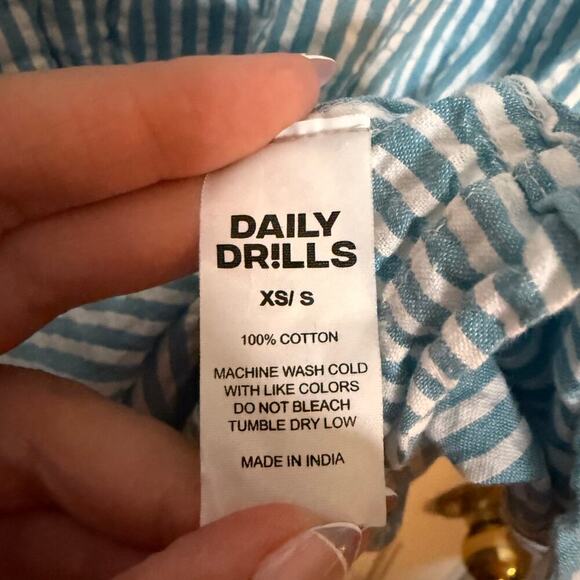 DAILY
DR!LLS
XS/ S
100% COTTON
MACHINE WASH COLD
WITH LIKE COLORS
DO NOT BLEACH
TUMBLE DRY LOW
MADE IN INDIA